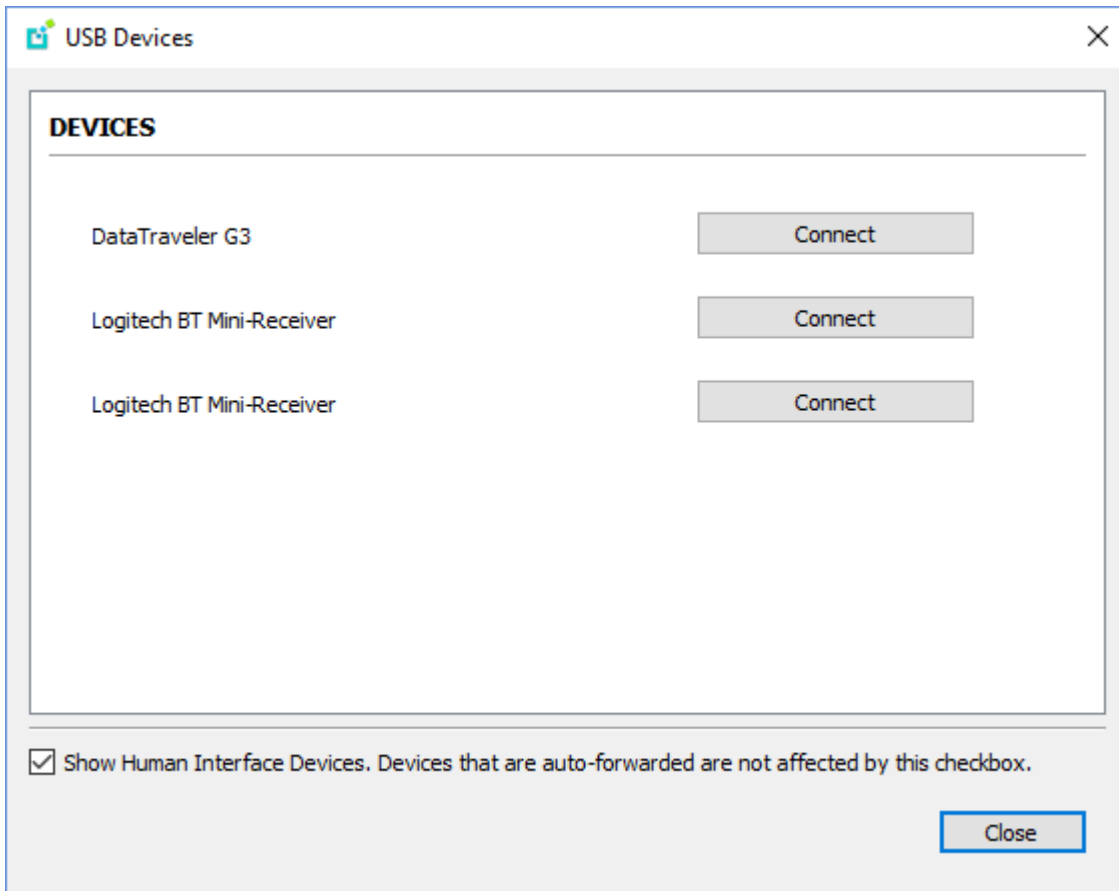 USB Devices
DEVICES
DataTraveler G3
Connect
Logitech BT Mini-Receiver
Connect
Logitech BT Mini-Receiver
Connect
Show Human Interface Devices. Devices that are auto-forwarded are not affected by this checkbox.
Close